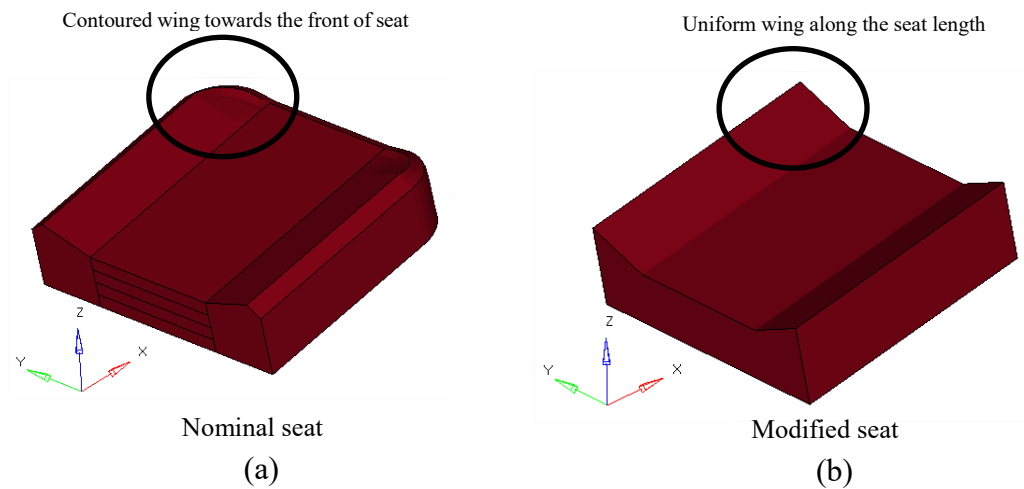 Contoured wing towards the front of seat
Uniform wing along the seat length
Z
X
Y
Z
X
Y
Nominal seat
Modified seat
(a)
(b)